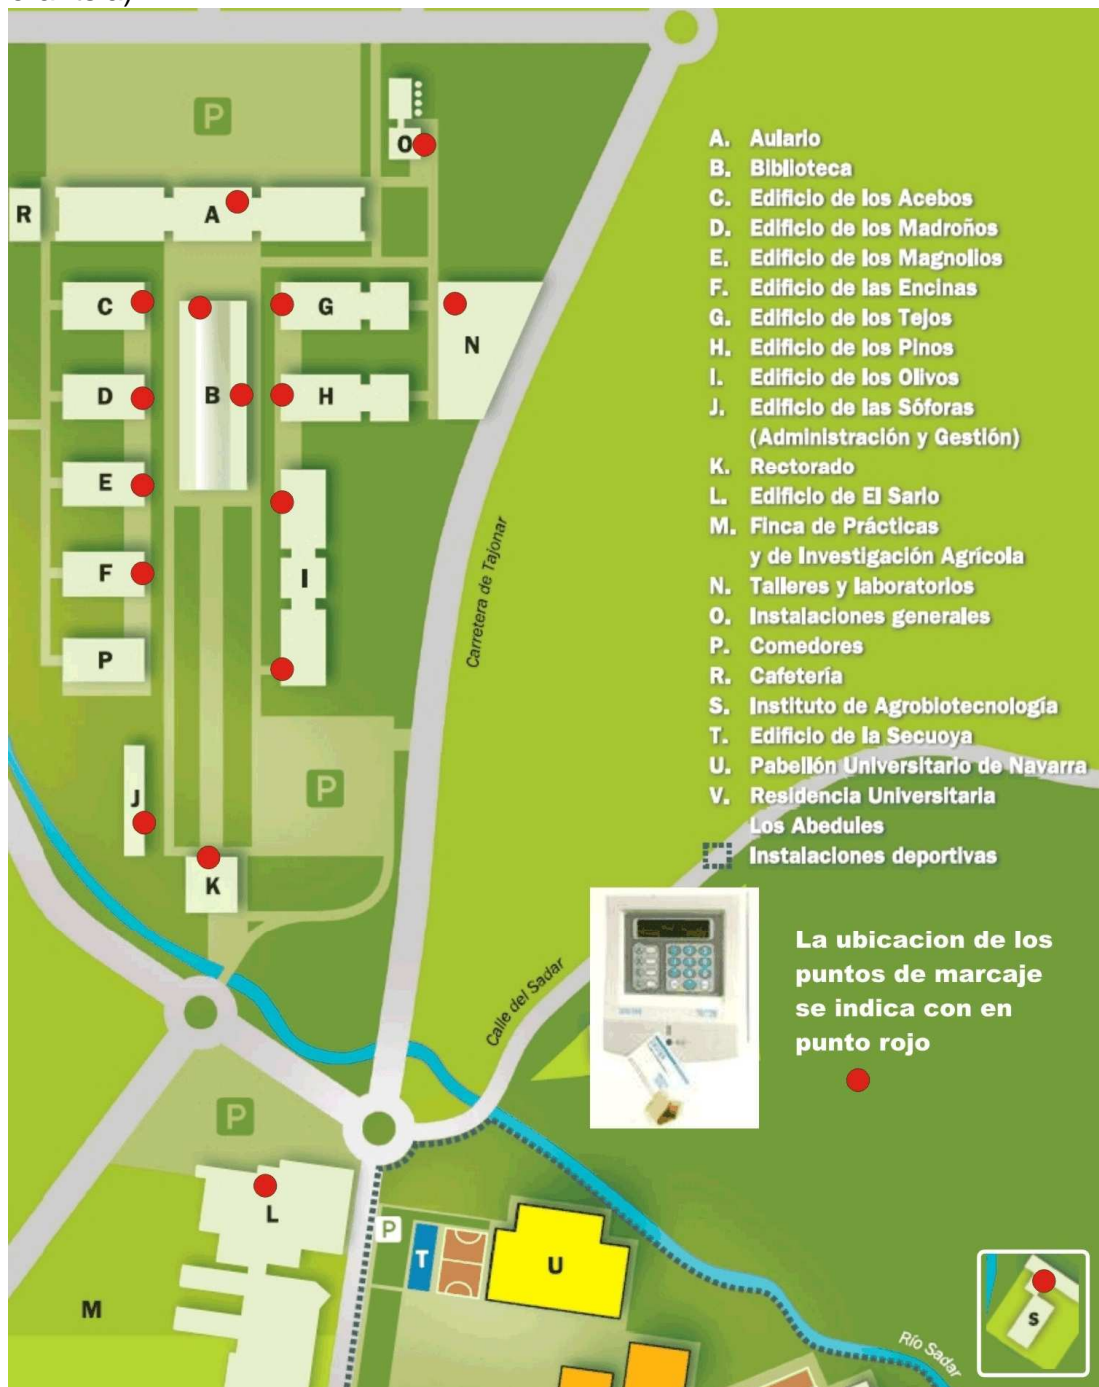 P
O
A
R
C
G
N
D
B
H
E
I
F
P
J
P
K
Carretera de Tajonar
A. Aulario
B. Biblioteca
C. Edificio de los Acebos
D. Edificio de los Madroños
E. Edificio de los Magnolios
F. Edificio de las Encinas
G. Edificio de los Tejos
H. Edificio de los Pinos
I. Edificio de los Olivos
J. Edificio de las Sóforas
(Administración y Gestión)
K. Rectorado
L. Edificio de El Sario
M. Finca de Prácticas
y de Investigación Agrícola
N. Talleres y laboratorios
O. Instalaciones generales
P. Comedores
R. Cafetería
S. Instituto de Agrobiotecnología
T. Edificio de la Secuoya
U. Pabellón Universitario de Navarra
V. Residencia Universitaria
Los Abedules
Instalaciones deportivas
La ubicacion de los
puntos de marcaje
se indica con en
punto rojo
Calle del Sadar
P
L
P
T
U
M
S
Río Sadar